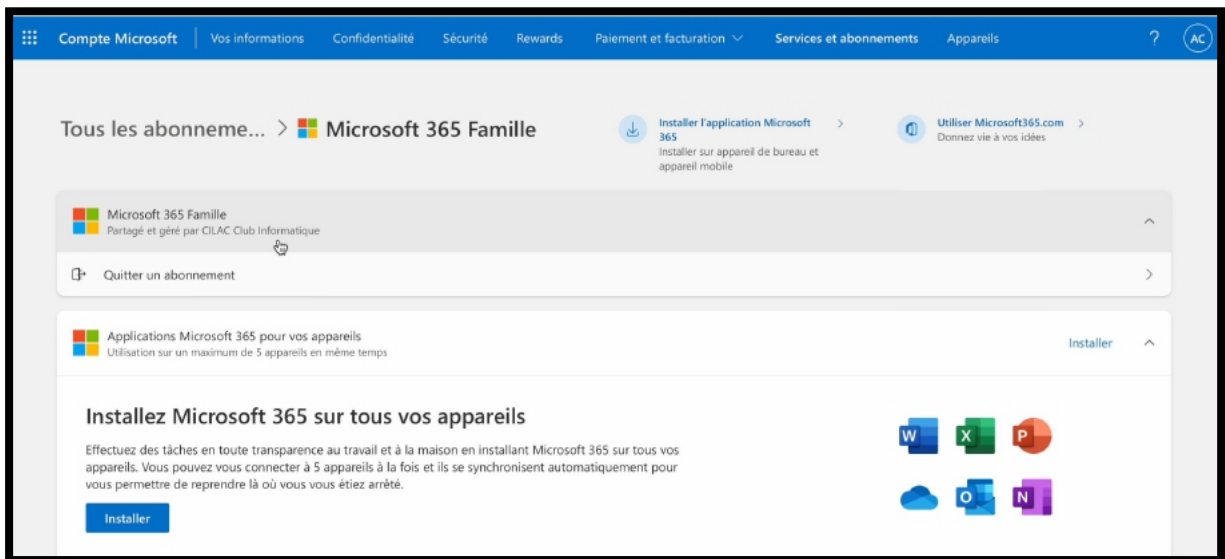 Compte Microsoft
Vos informations
Confidentialité
Sécurité
Rewards
Paiement et facturation
Services et abonnements
Appareils
?
AC
Tous les abonneme... > Microsoft 365 Famille
Installer l'application Microsoft 365
Installer sur appareil de bureau et
appareil mobile
Utiliser Microsoft365.com
Donnez vie à vos idées
Microsoft 365 Famille
Partagé et géré par CILAC Club Informatique
Quitter un abonnement
Applications Microsoft 365 pour vos appareils
Utilisation sur un maximum de 5 appareils en même temps
Installer
Installez Microsoft 365 sur tous vos appareils
Effectuez des tâches en toute transparence au travail et à la maison en installant Microsoft 365 sur tous vos
appareils. Vous pouvez vous connecter à 5 appareils à la fois et ils se synchronisent automatiquement pour
vous permettre de reprendre là où vous vous étiez arrêté.
Installer
W
X
P
O
N